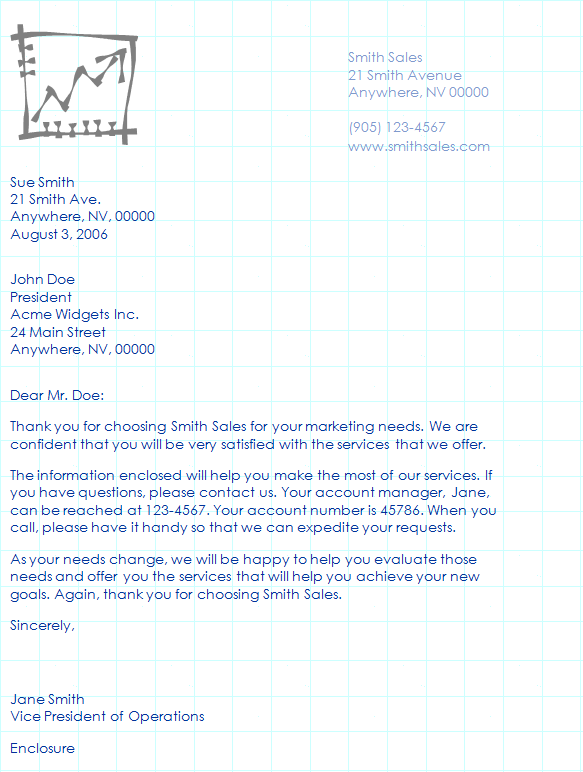 Smith Sales
21 Smith Avenue
Anywhere, NV 00000
(905) 123-4567
www.smithsales.com
Sue Smith
21 Smith Ave.
Anywhere, NV, 00000
August 3, 2006
John Doe
President
Acme Widgets Inc.
24 Main Street
Anywhere, NV, 00000
Dear Mr. Doe:
Thank you for choosing Smith Sales for your marketing needs. We are
confident that you will be very satisfied with the services that we offer.
The information enclosed will help you make the most of our services. If
you have questions, please contact us. Your account manager, Jane,
can be reached at 123-4567. Your account number is 45786. When you
call, please have it handy so that we can expedite your requests.
As your needs change, we will be happy to help you evaluate those
needs and offer you the services that will help you achieve your new
goals. Again, thank you for choosing Smith Sales.
Sincerely,
Jane Smith
Vice President of Operations
Enclosure